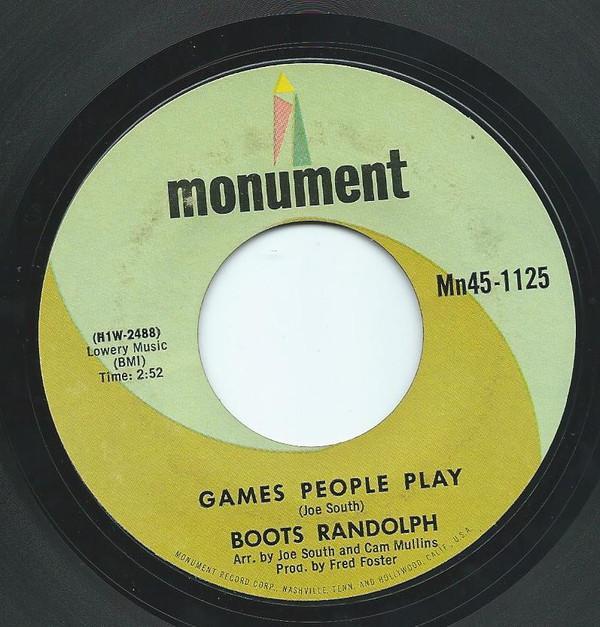 monument
Mn45-1125
(H1W-2488)
Lowery Music
(BMI)
Time: 2:52
GAMES PEOPLE PLAY
(Joe South)
BOOTS RANDOLPH
Arr. by Joe South and Cam Mullins
Prod. by Fred Foster
MONUMENT RECORD CORP., NASHVILLE, TENN. AND HOLLYWOOD, CALIF., U.S.A.